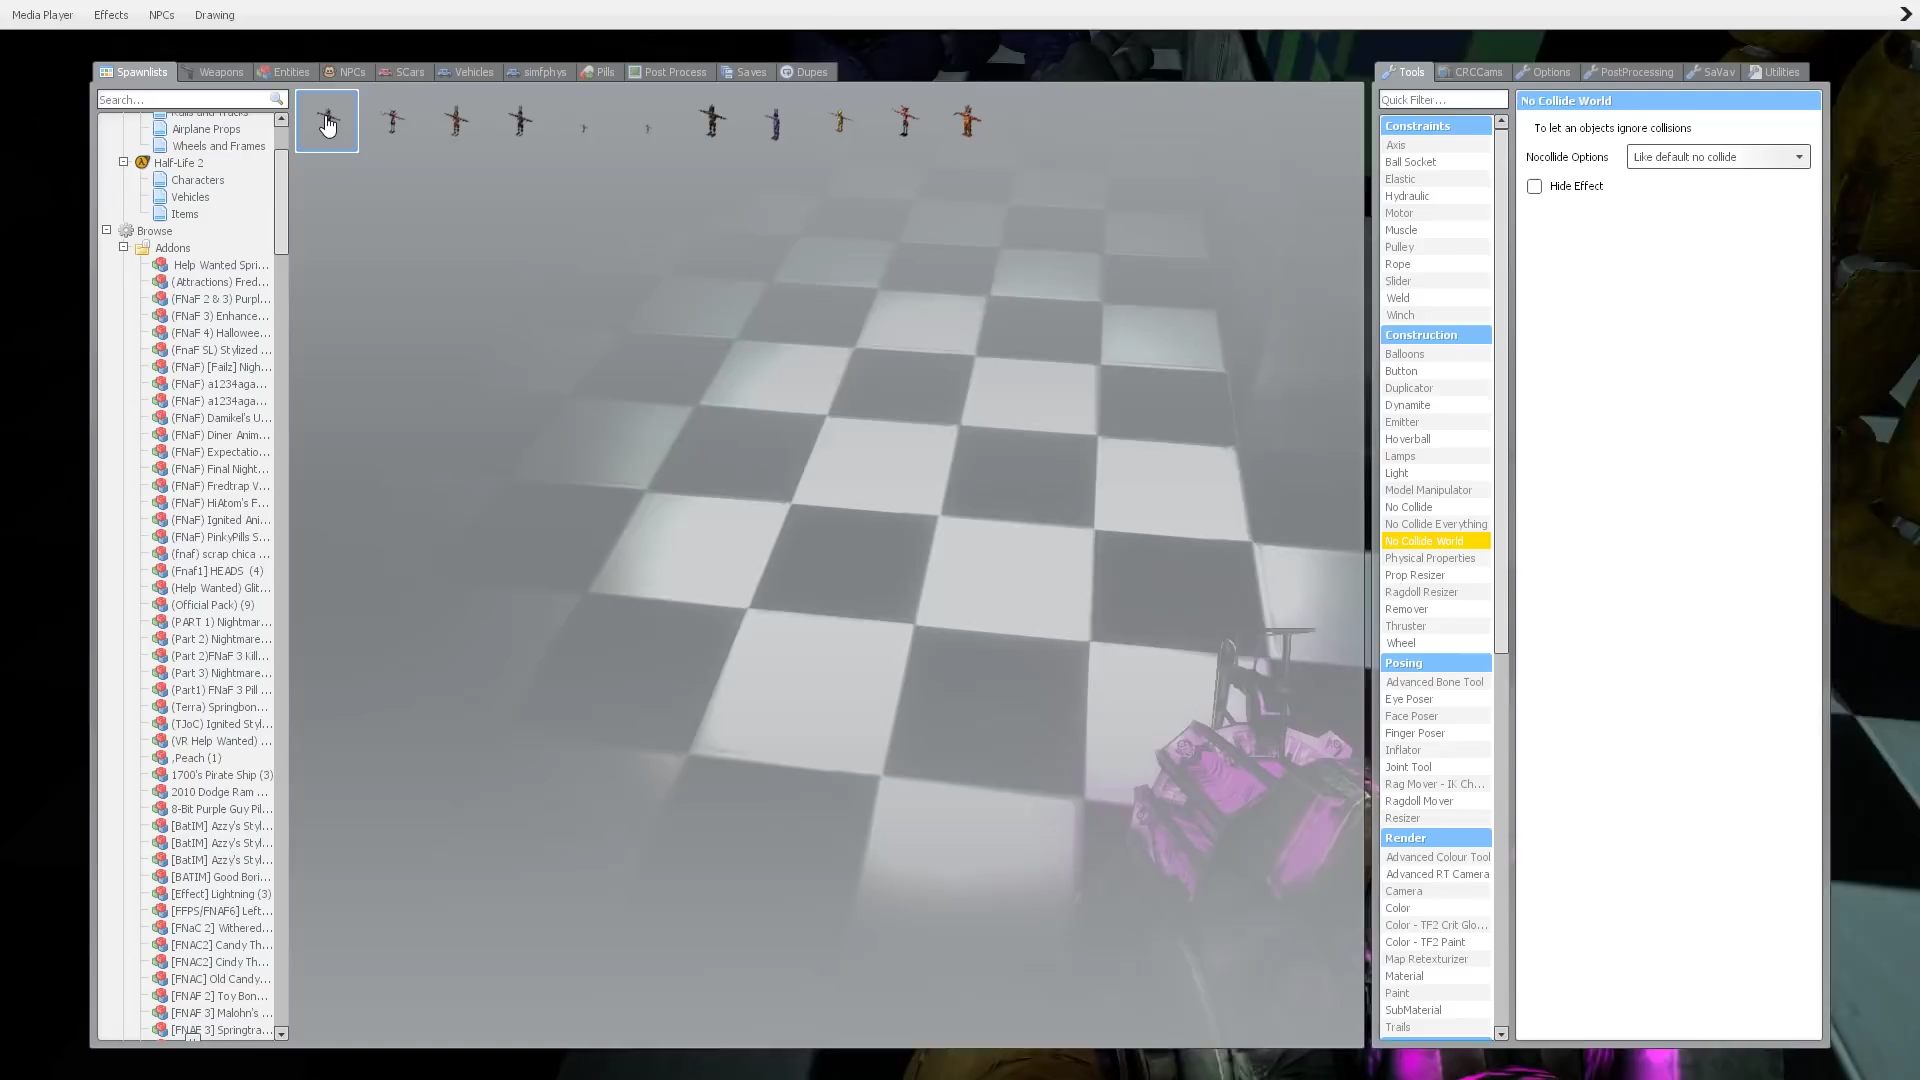 Media Player
Effects
NPCs
Drawing
Spawnlists
Weapons
Entities
NPCs
SCars
Vehicles
simfphys
Pills
Post Process
Saves
Dupes
Search...
Airplane Props
Wheels and Frames
Half-Life 2
Characters
Vehicles
Items
Browse
Addons
Help Wanted Spri...
(Attractions) Fred...
(FNaF 2 & 3) Purpl...
(FNaF 3) Enhance...
(FNaF 4) Hallowee...
(FnaF SL) Stylized ...
(FNaF) [Failz] Nigh...
(FNaF) a1234aga...
(FNaF) a1234aga...
(FNaF) Damikel's U...
(FNaF) Diner Anim...
(FNaF) Expectatio...
(FNaF) Final Night...
(FNaF) Fredtrap V...
(FNaF) HiAtom's F...
(FNaF) Ignited Ani...
(FNaF) PinkyPills S...
(fnaf) scrap chica ...
(Fnaf1] HEADS (4)
(Help Wanted) Glit...
(Official Pack) (9)
(PART 1) Nightmar...
(Part 2) Nightmare...
(Part 2)FNaF 3 Kill...
(Part 3) Nightmare...
(Part1) FNaF 3 Pill ...
(Terra) Springbon...
(TJoC) Ignited Styl...
(VR Help Wanted) ...
,Peach (1)
1700's Pirate Ship (3)
2010 Dodge Ram ...
8-Bit Purple Guy Pil...
[BatIM] Azzy's Styl...
[BatIM] Azzy's Styl...
[BatIM] Azzy's Styl...
[BATIM] Good Bori...
[Effect] Lightning (3)
[FFPS/FNAF6] Left...
[FNaC 2] Withered...
[FNAC2] Candy Th...
[FNAC2] Cindy Th...
[FNAC] Old Candy...
[FNAF 2] Toy Bon...
[FNAF 3] Malohn's ...
[FNAF 3] Springtra...
Tools
CRCCams
Options
PostProcessing
SaVav
Utilities
Quick Filter...
Constraints
Axis
Ball Socket
Elastic
Hydraulic
Motor
Muscle
Pulley
Rope
Slider
Weld
Winch
Construction
Balloons
Button
Duplicator
Dynamite
Emitter
Hoverball
Lamps
Light
Model Manipulator
No Collide
No Collide Everything
No Collide World
Physical Properties
Prop Resizer
Ragdoll Resizer
Remover
Thruster
Wheel
Posing
Advanced Bone Tool
Eye Poser
Face Poser
Finger Poser
Inflator
Joint Tool
Rag Mover - IK Ch...
Ragdoll Mover
Resizer
Render
Advanced Colour Tool
Advanced RT Camera
Camera
Color
Color - TF2 Crit Glo...
Color - TF2 Paint
Map Retexturizer
Material
Paint
SubMaterial
Trails
No Collide World
To let an objects ignore collisions
Nocollide Options
Like default no collide
Hide Effect